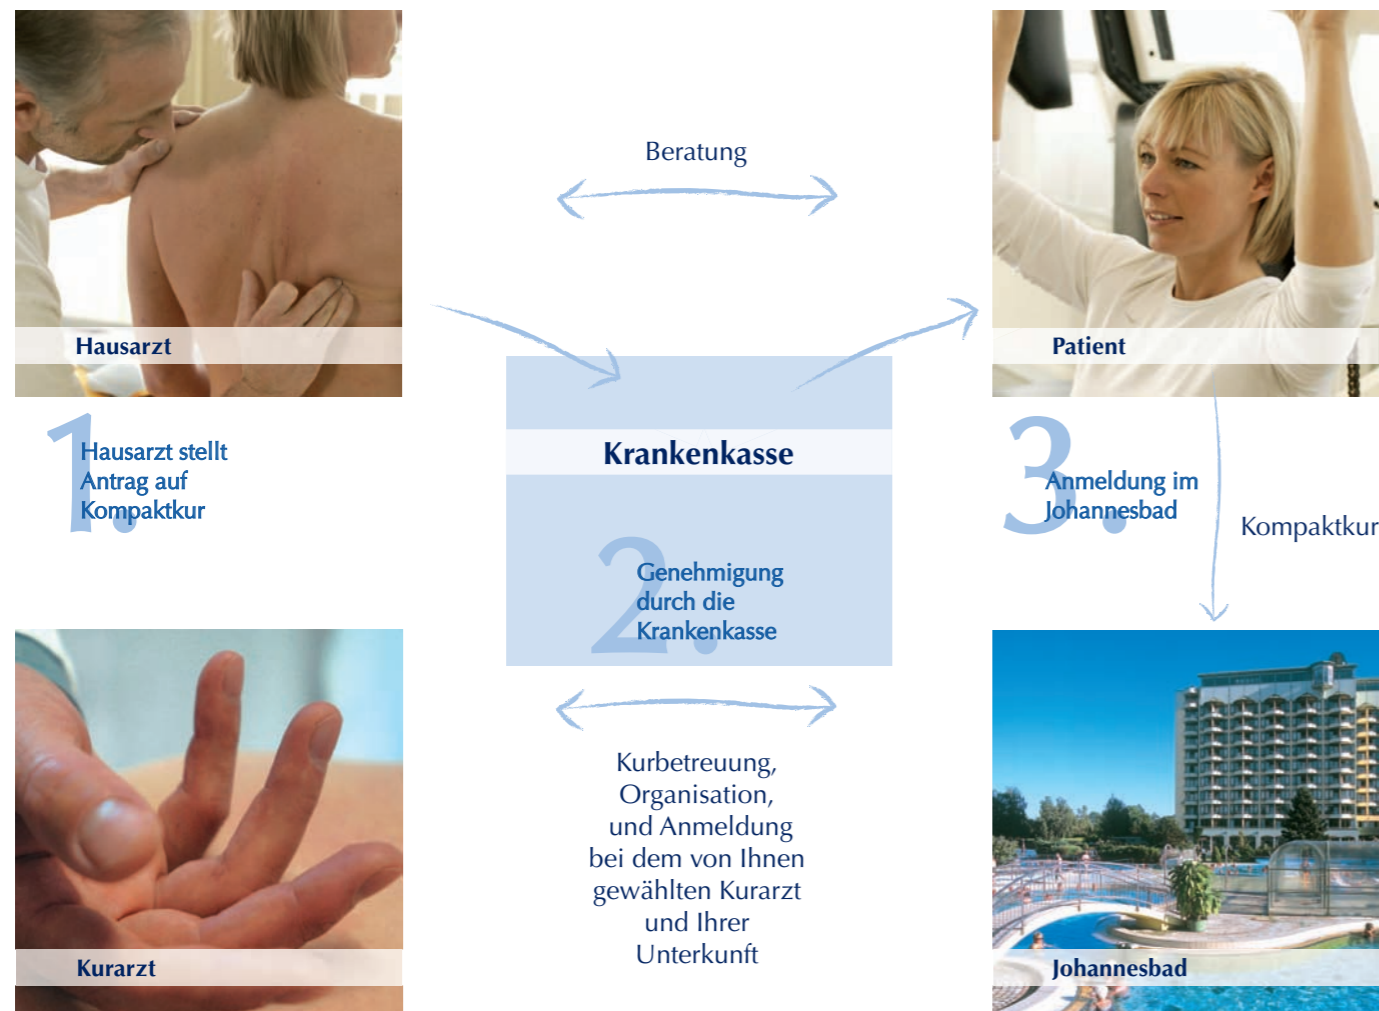 Beratung
Hausarzt
Patient
1.
Hausarzt stellt
Antrag auf
Kompaktkur
Krankenkasse
2.
Genehmigung
durch die
Krankenkasse
3.
Anmeldung im
Johannesbad
Kompaktkur
Kurbetreuung,
Organisation,
und Anmeldung
bei dem von Ihnen
gewählten Kurarzt
und Ihrer
Unterkunft
Kurarzt
Johannesbad